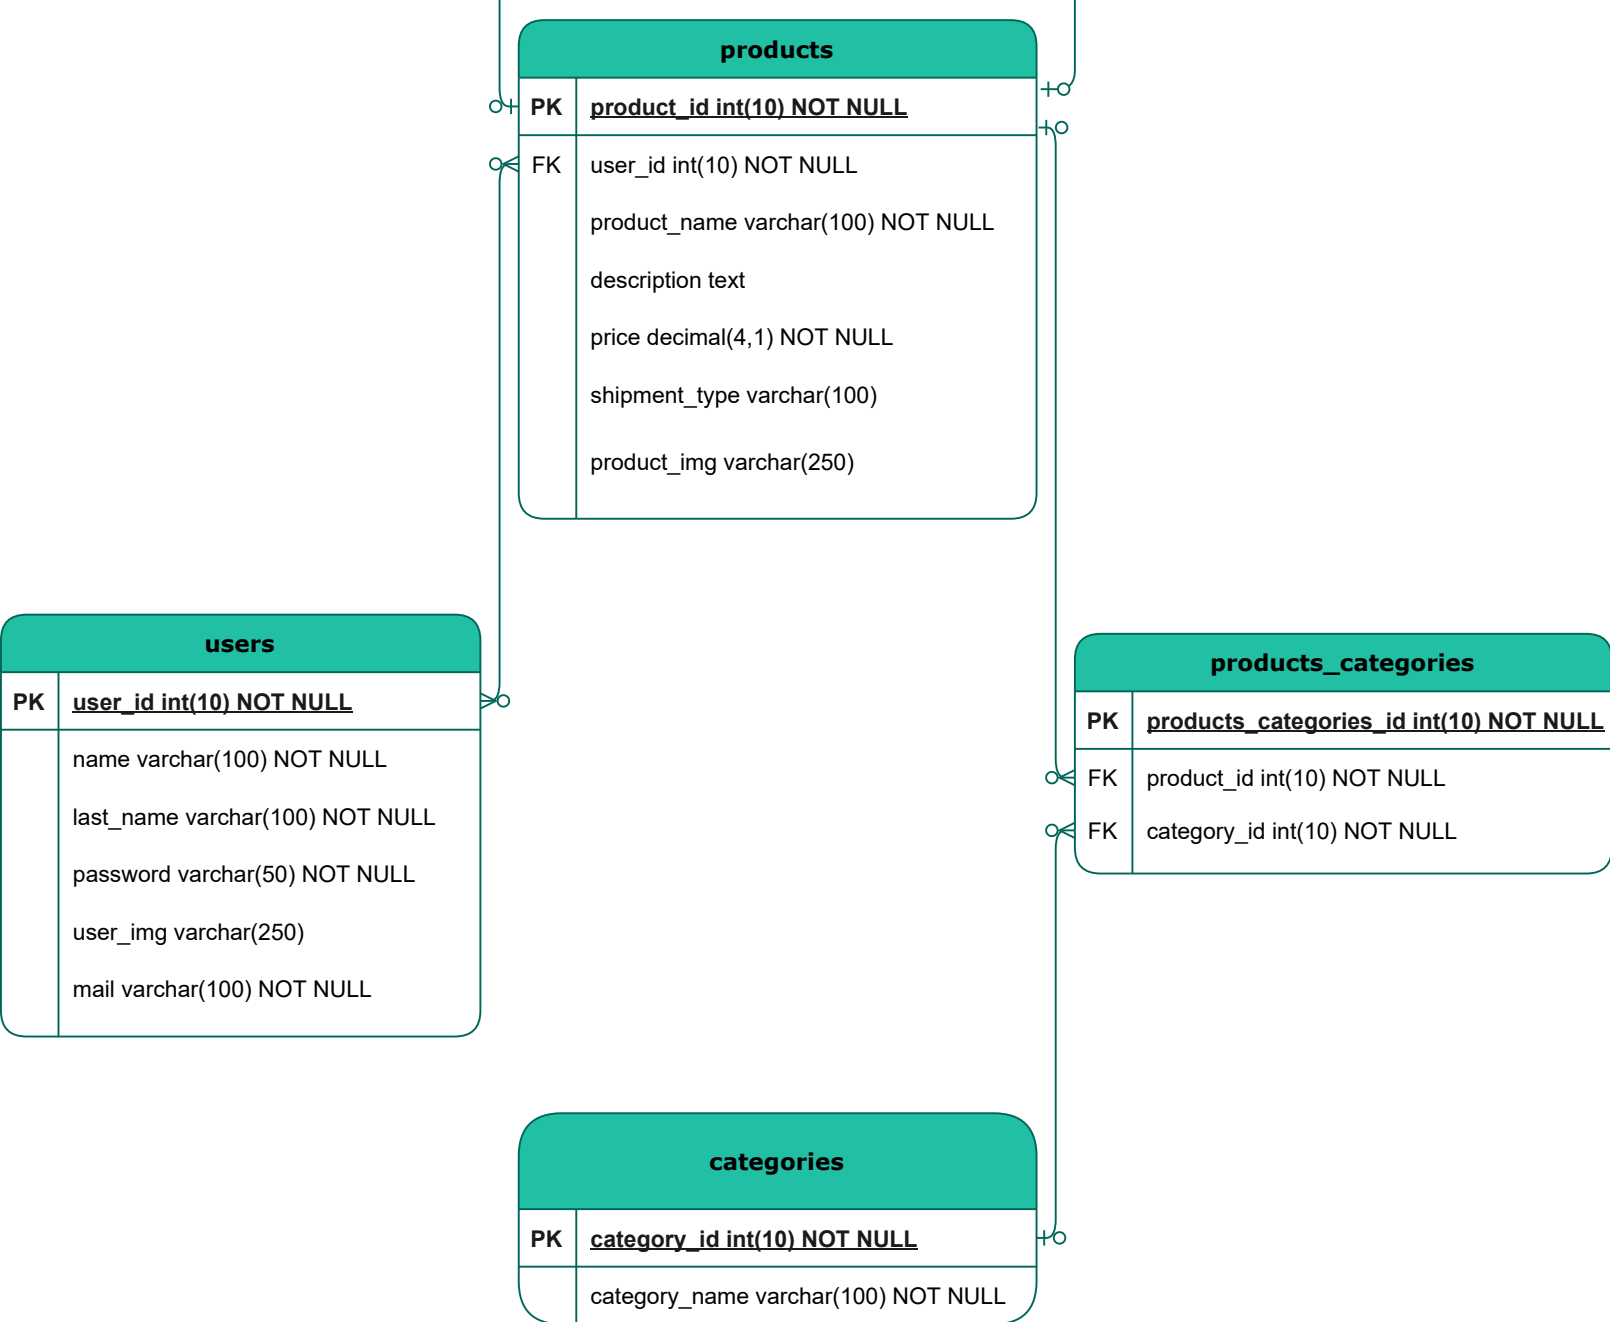 products
PK product_id int(10) NOT NULL
FK user_id int(10) NOT NULL
product_name varchar(100) NOT NULL
description text
price decimal(4,1) NOT NULL
shipment_type varchar(100)
product_img varchar(250)
users
PK user_id int(10) NOT NULL
name varchar(100) NOT NULL
last_name varchar(100) NOT NULL
password varchar(50) NOT NULL
user_img varchar(250)
mail varchar(100) NOT NULL
products_categories
PK products_categories_id int(10) NOT NULL
FK product_id int(10) NOT NULL
FK category_id int(10) NOT NULL
categories
PK category_id int(10) NOT NULL
category_name varchar(100) NOT NULL